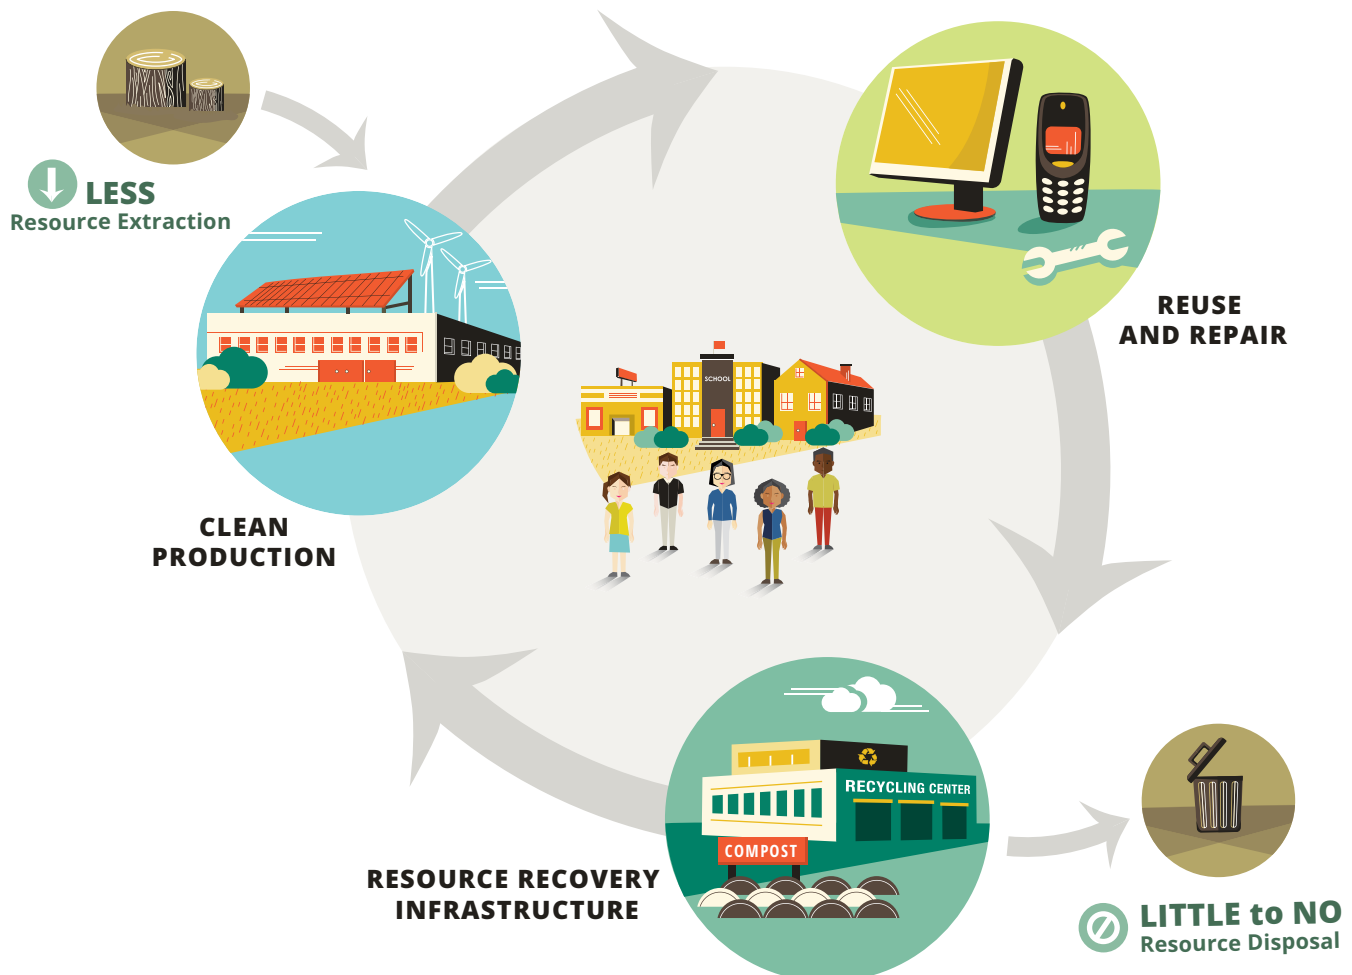 LESS
Resource Extraction
REUSE
AND REPAIR
SCHOOL
CLEAN
PRODUCTION
RECYCLING CENTER
COMPOST
RESOURCE RECOVERY
INFRASTRUCTURE
LITTLE to NO
Resource Disposal